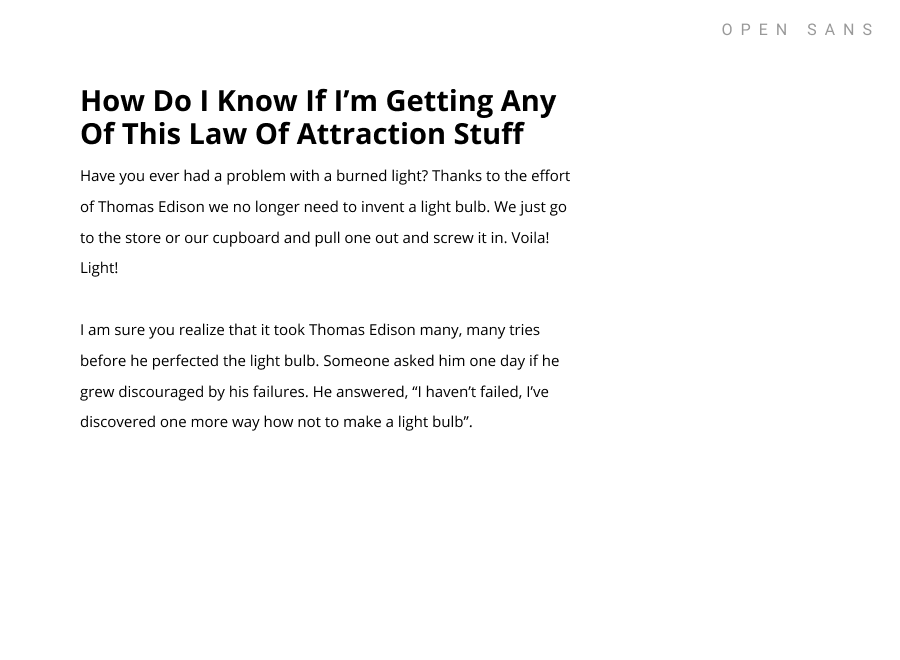 OPEN SANS
How Do I Know If I’m Getting Any
Of This Law Of Attraction Stuff
Have you ever had a problem with a burned light? Thanks to the effort
of Thomas Edison we no longer need to invent a light bulb. We just go
to the store or our cupboard and pull one out and screw it in. Voila!
Light!
I am sure you realize that it took Thomas Edison many, many tries
before he perfected the light bulb. Someone asked him one day if he
grew discouraged by his failures. He answered, “I haven’t failed, I’ve
discovered one more way how not to make a light bulb”.